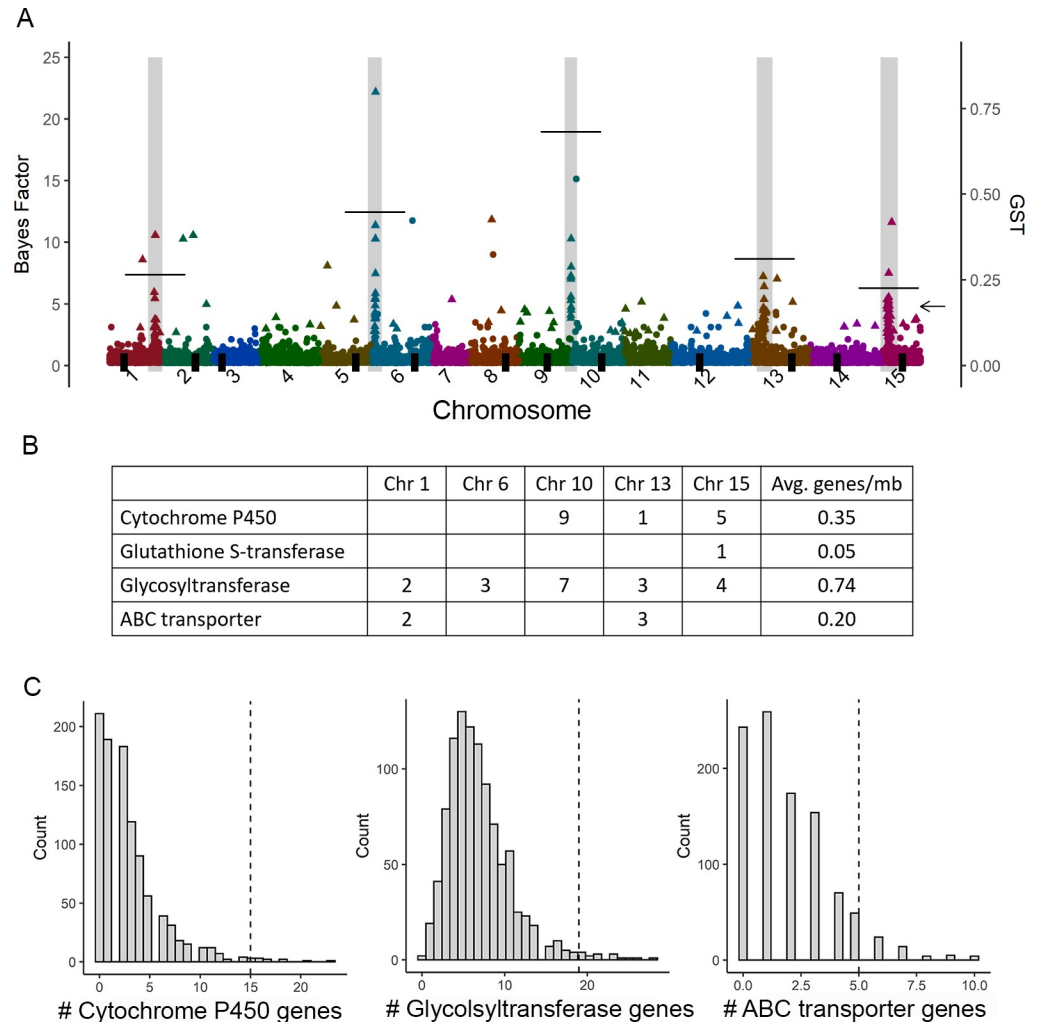 A
25
20
15
10
5
0
Bayes Factor
0.75
0.50
0.25
0.00
GST
1 2 3 4 5 6 7 8 9 10 11 12 13 14 15
Chromosome
B
Chr 1 Chr 6 Chr 10 Chr 13 Chr 15 Avg. genes/mb
Cytochrome P450 9 1 5 0.35
Glutathione S-transferase 1 0.05
Glycosyltransferase 2 3 7 3 4 0.74
ABC transporter 2 3 0.20
C
200
150
100
50
0
Count
0 5 10 15 20
# Cytochrome P450 genes
100
50
0
Count
0 10 20
# Glycolsyltransferase genes
200
100
0
Count
0.0 2.5 5.0 7.5 10.0
# ABC transporter genes